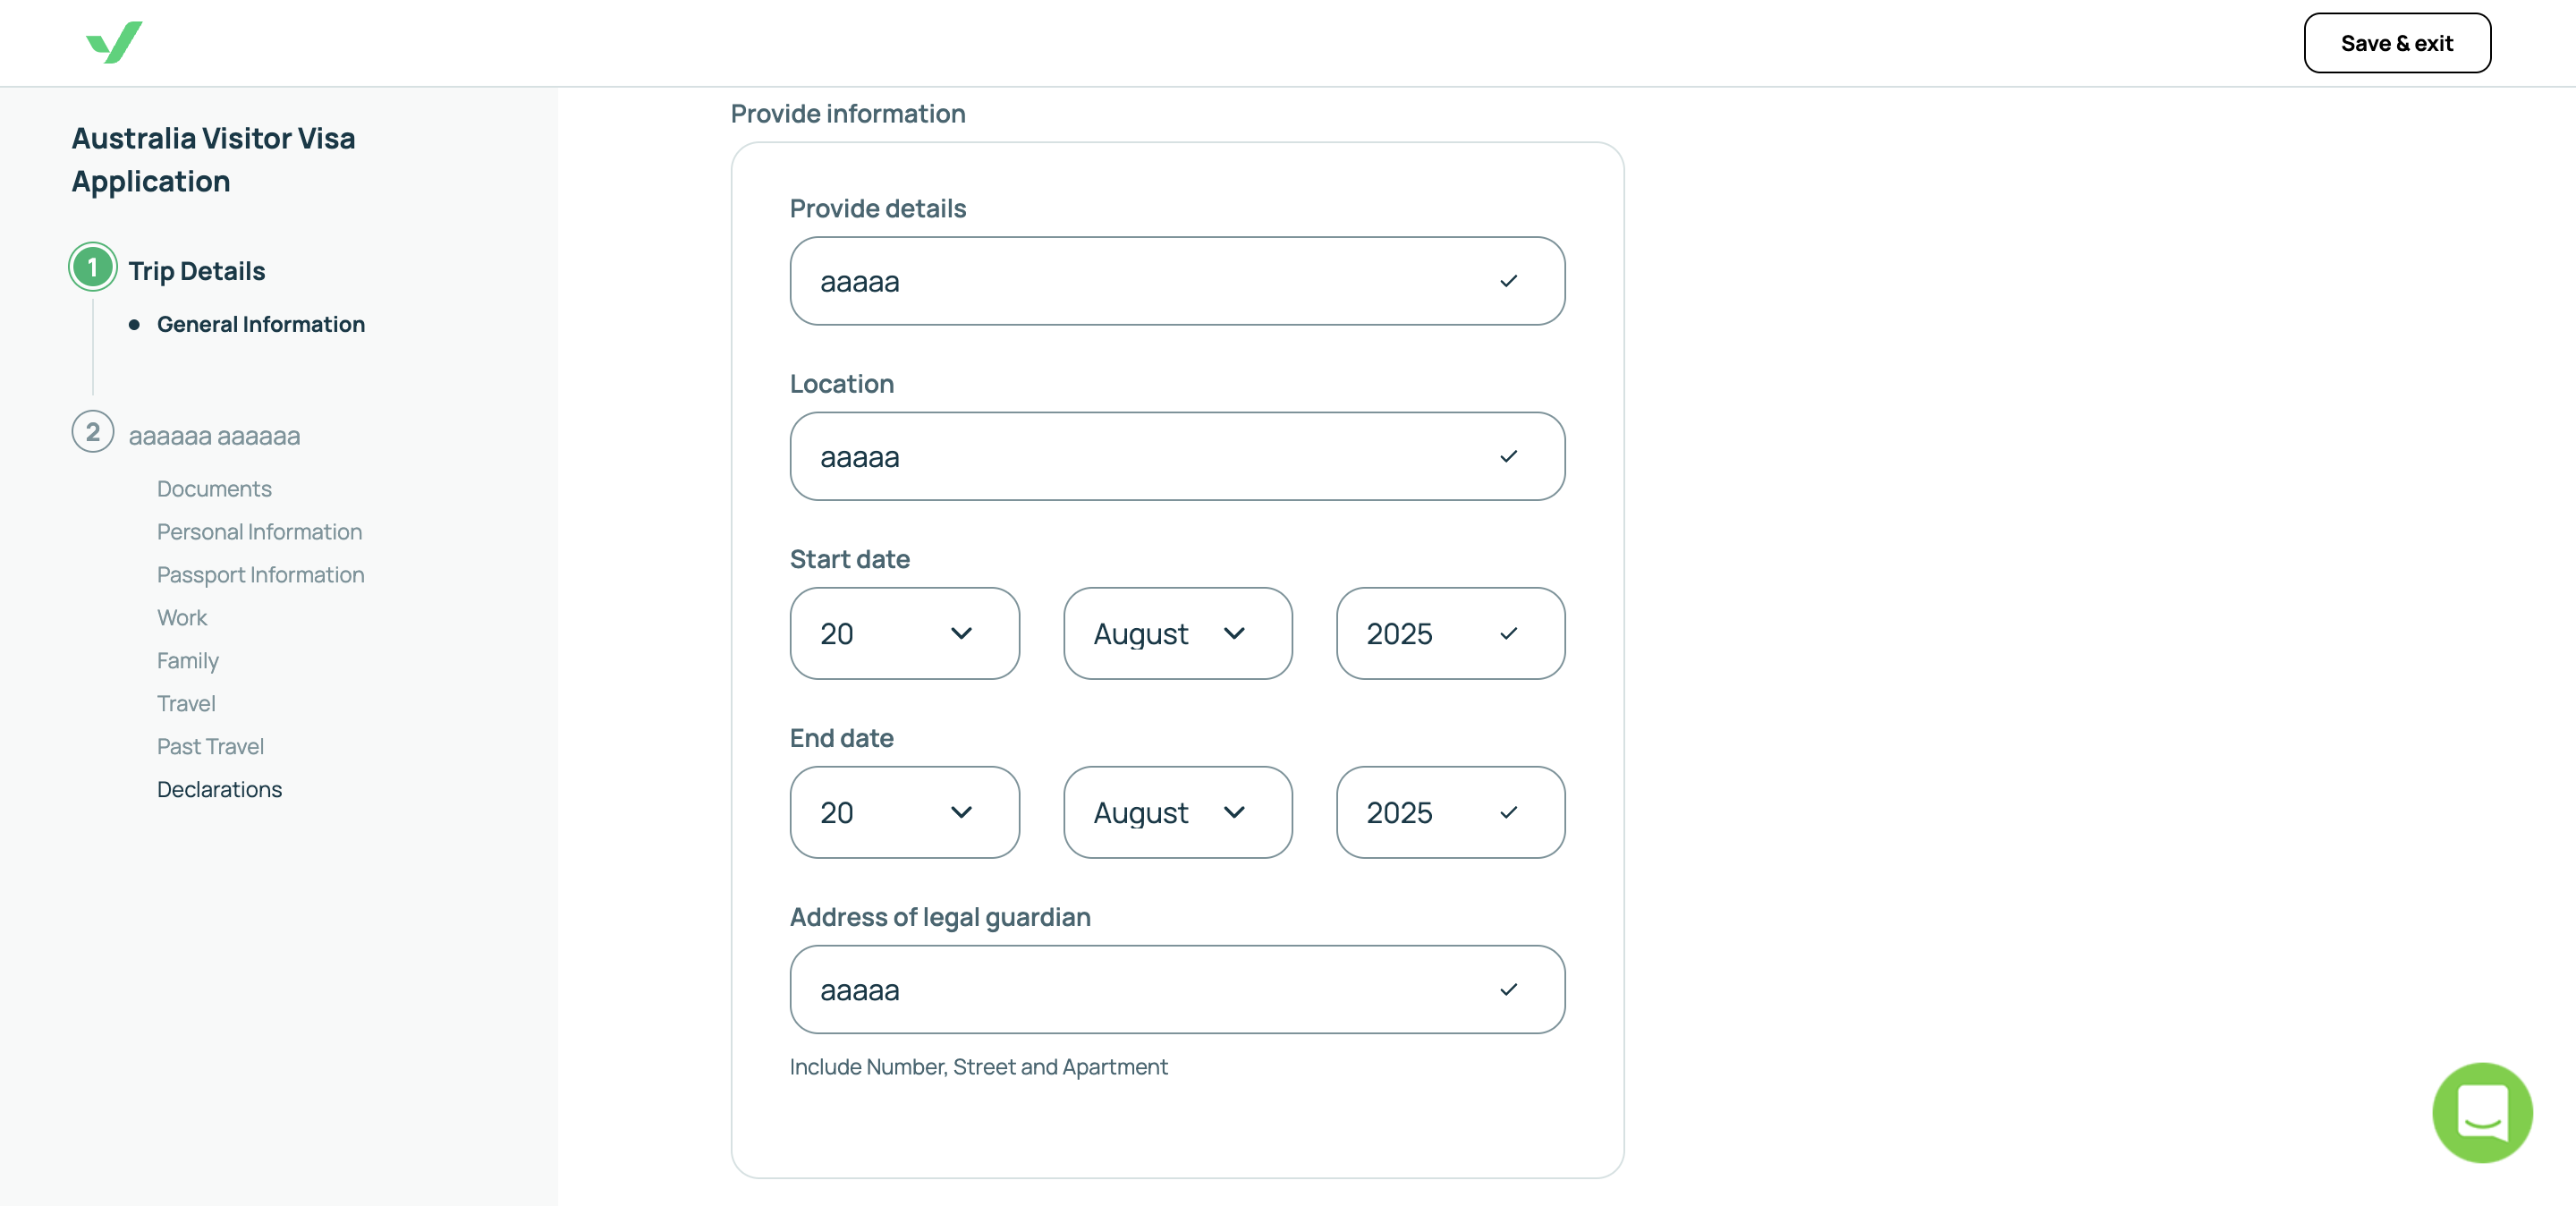 Save & exit
Australia Visitor Visa
Application
1 Trip Details
General Information
2 aaaaaa aaaaaa
Documents
Personal Information
Passport Information
Work
Family
Travel
Past Travel
Declarations
Provide information
Provide details
aaaaa
Location
aaaaa
Start date
20 August 2025
End date
20 August 2025
Address of legal guardian
aaaaa
Include Number, Street and Apartment